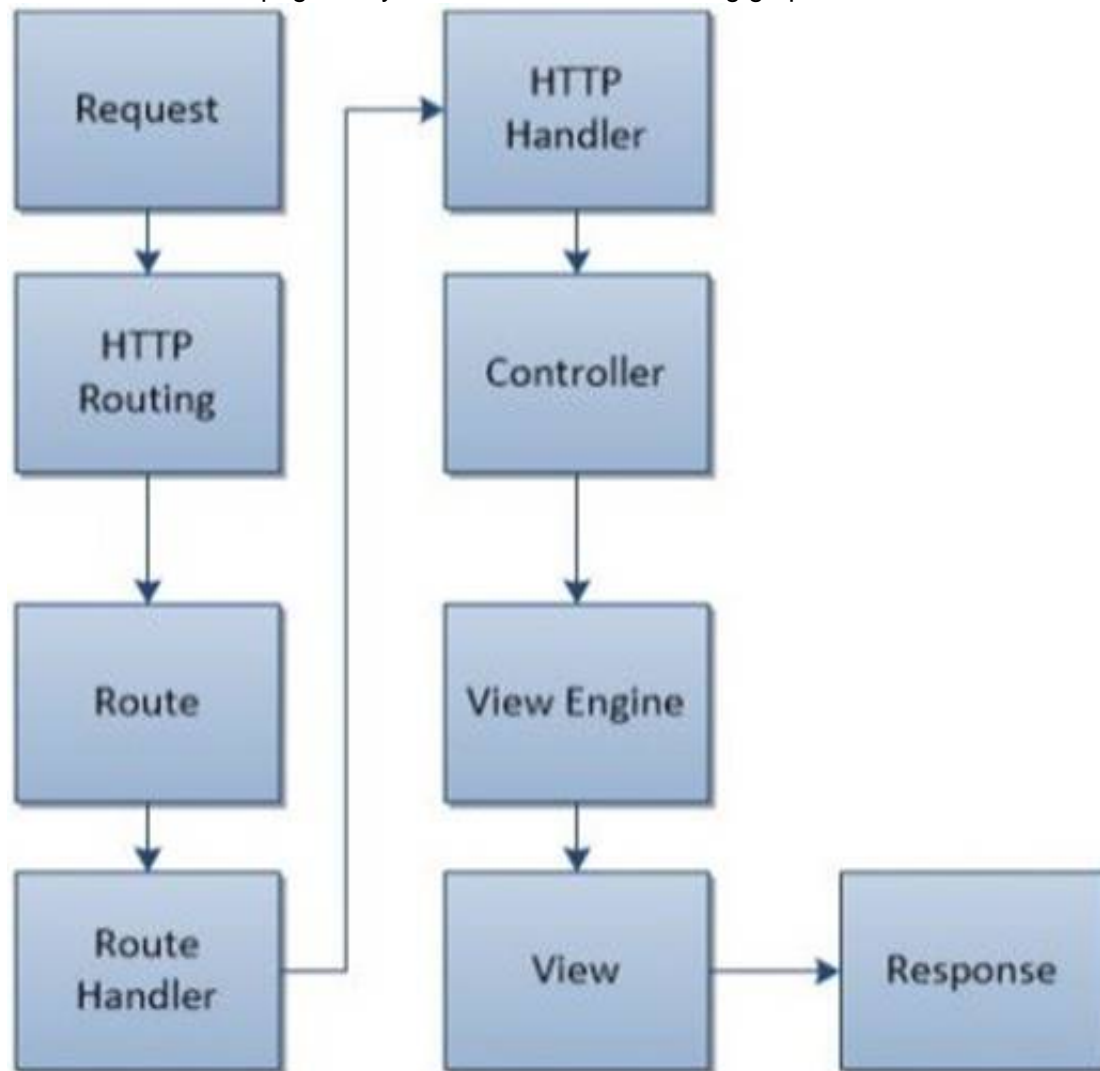 Request
HTTP
Routing
Route
Route
Handler
HTTP
Handler
Controller
View Engine
View
Response